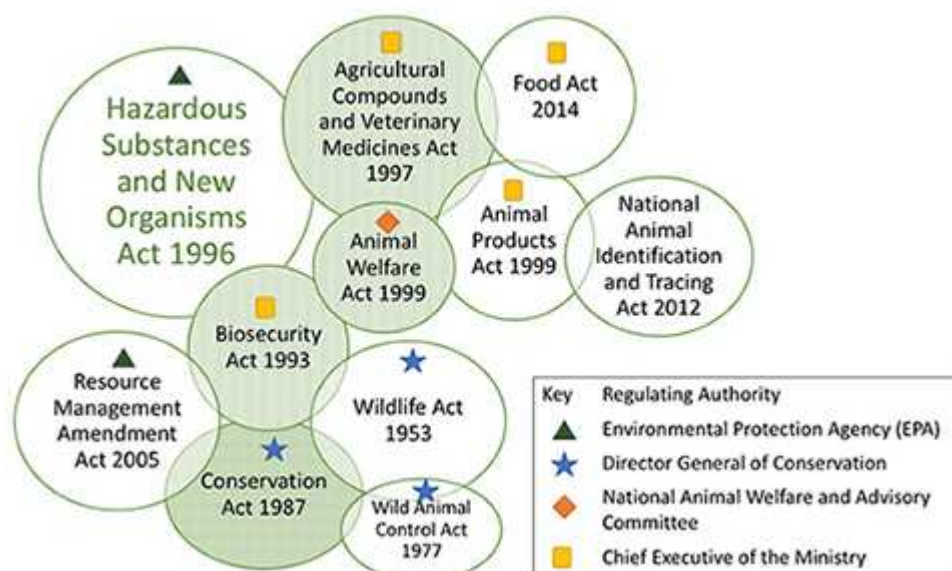 Hazardous
Substances
and New
Organisms
Act 1996
Agricultural
Compounds
and Veterinary
Medicines Act
1997
Food Act
2014
Animal
Welfare
Act 1999
Animal
Products
Act 1999
National
Animal
Identification
and Tracing
Act 2012
Biosecurity
Act 1993
Resource
Management
Amendment
Act 2005
Wildlife Act
1953
Conservation
Act 1987
Wild Animal
Control Act
1977
Key Regulating Authority
Environmental Protection Agency (EPA)
Director General of Conservation
National Animal Welfare and Advisory
Committee
Chief Executive of the Ministry